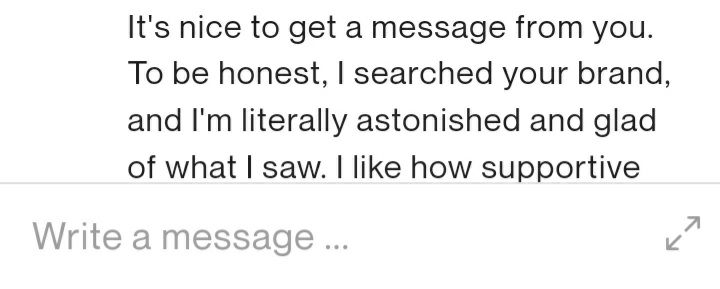 It's nice to get a message from you.
To be honest, I searched your brand,
and I'm literally astonished and glad
of what I saw. I like how supportive
Write a message ...